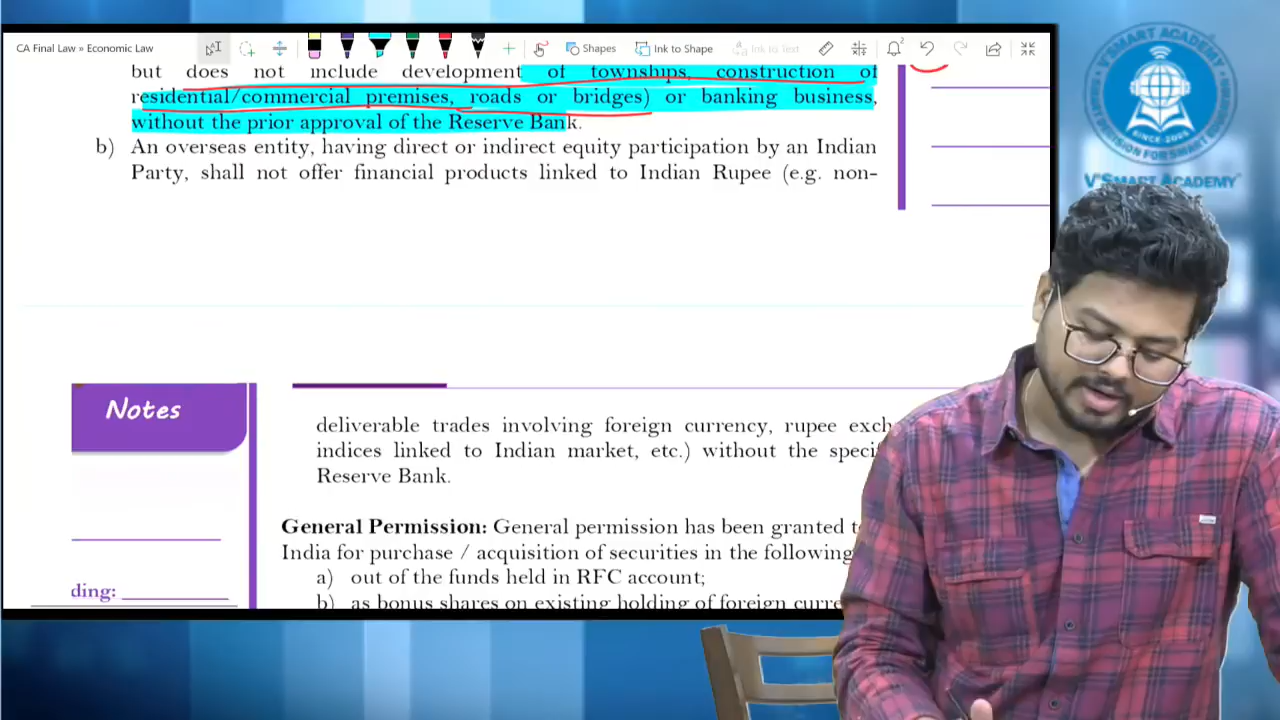 CA Final Law » Economic Law
Shapes
Ink to Shape
Ink to Text
2
but does not include development of townships, construction of
residential/commercial premises, roads or bridges) or banking business,
without the prior approval of the Reserve Bank.
b) An overseas entity, having direct or indirect equity participation by an Indian
Party, shall not offer financial products linked to Indian Rupee (e.g. non-
Notes
deliverable trades involving foreign currency, rupee
indices linked to Indian market, etc.) without the
Reserve Bank.
General Permission: General permission has been granted
India for purchase / acquisition of securities in the following
a) out of the funds held in RFC account;
ding:
b) as bonus shares on existing holding of foreign
V'SMART ACADEMY
SINCE 2005
V'SMART ACADEMY